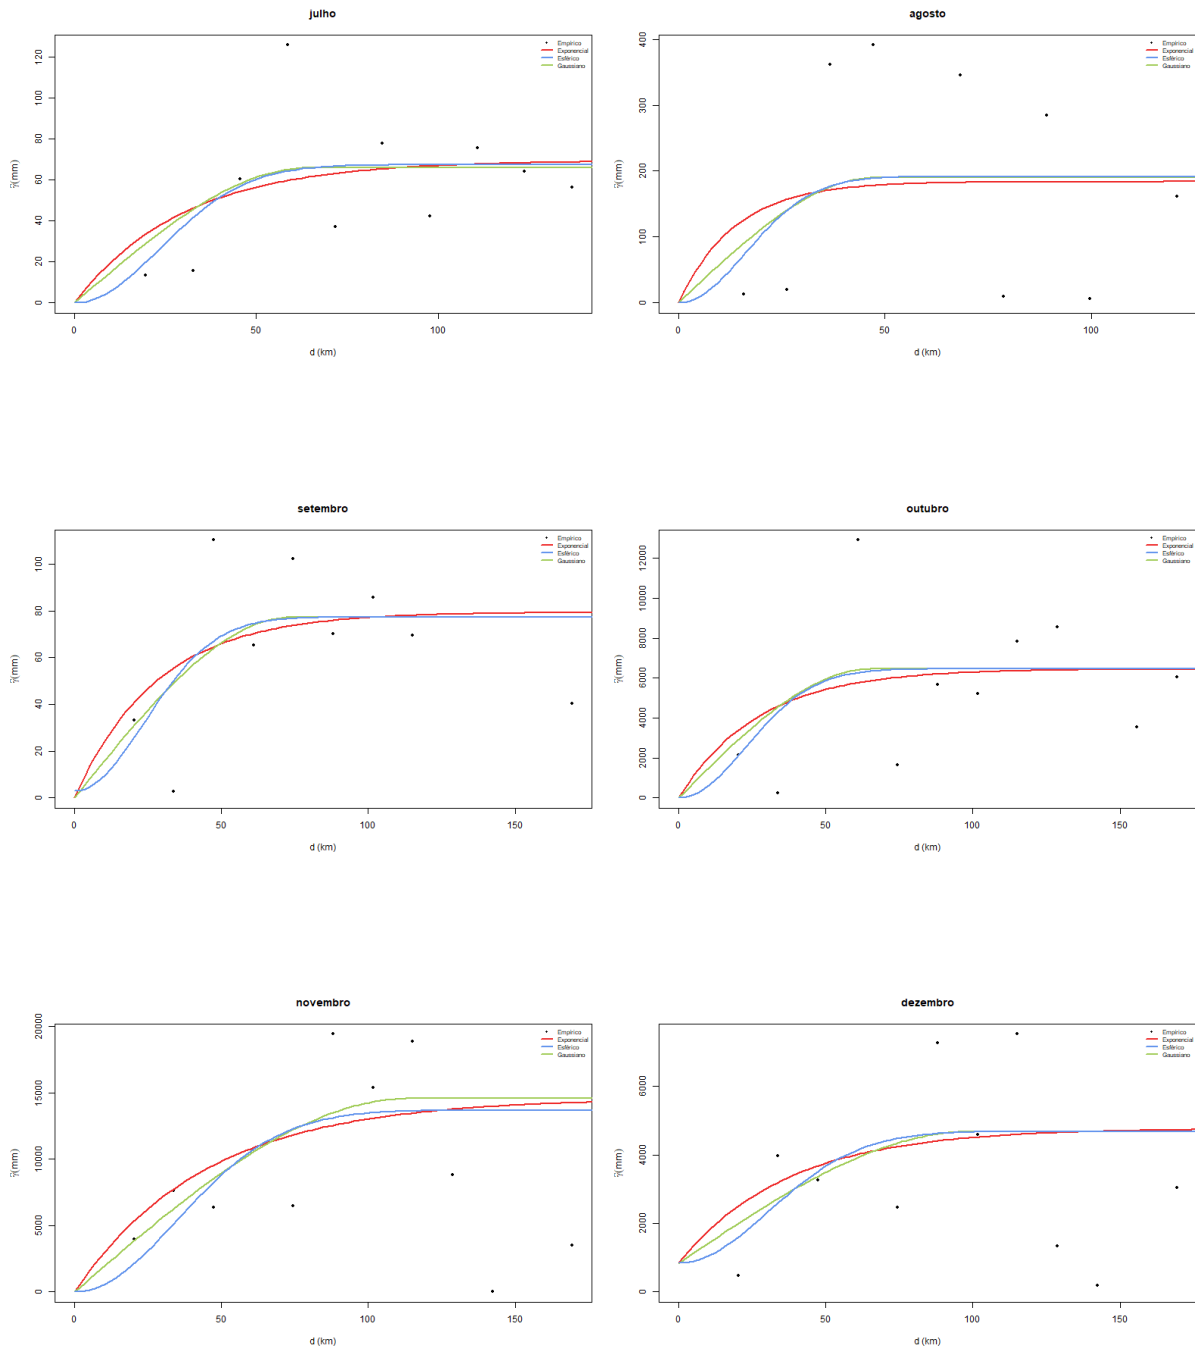 julho
120
100
80
60
40
20
0
γ̂(mm)
Empírico
Exponencial
Esférico
Gaussiano
0 50 100
d (km)
agosto
400
300
200
100
0
γ̂(mm)
Empírico
Exponencial
Esférico
Gaussiano
0 50 100
d (km)
setembro
100
80
60
40
20
0
γ̂(mm)
Empírico
Exponencial
Esférico
Gaussiano
0 50 100 150
d (km)
outubro
12000
8000
6000
4000
2000
0
γ̂(mm)
Empírico
Exponencial
Esférico
Gaussiano
0 50 100 150
d (km)
novembro
20000
15000
10000
5000
0
γ̂(mm)
Empírico
Exponencial
Esférico
Gaussiano
0 50 100 150
d (km)
dezembro
6000
4000
2000
0
γ̂(mm)
Empírico
Exponencial
Esférico
Gaussiano
0 50 100 150
d (km)